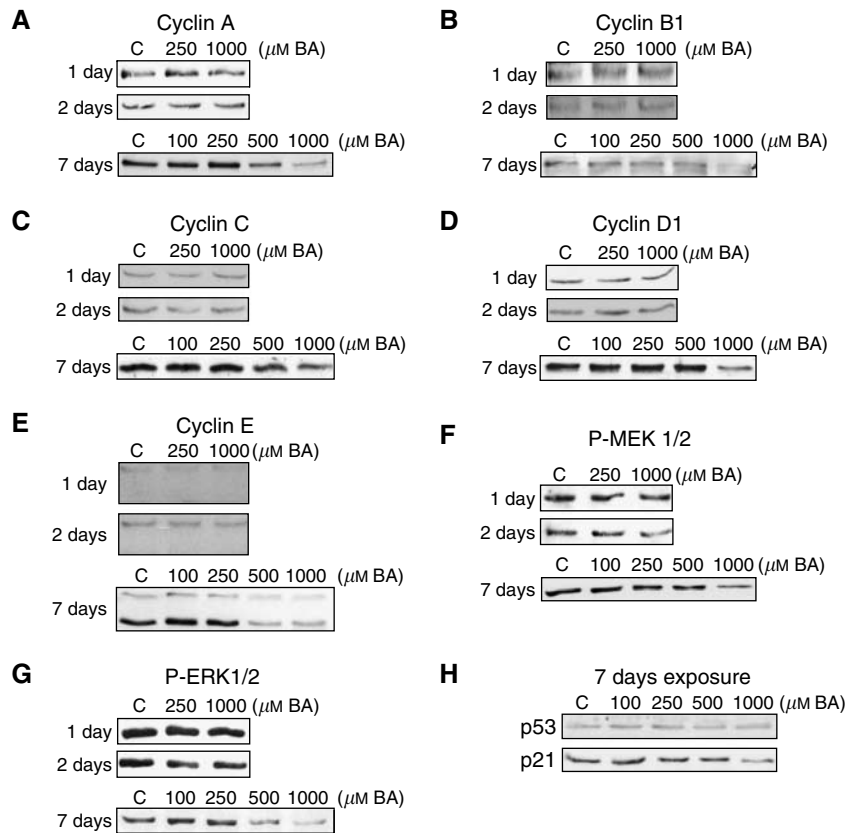 A
Cyclin A
C 250 1000 (μM BA)
1 day
2 days
C 100 250 500 1000 (μM BA)
7 days
B
Cyclin B1
C 250 1000 (μM BA)
1 day
2 days
C 100 250 500 1000 (μM BA)
7 days
C
Cyclin C
C 250 1000 (μM BA)
1 day
2 days
C 100 250 500 1000 (μM BA)
7 days
D
Cyclin D1
C 250 1000 (μM BA)
1 day
2 days
C 100 250 500 1000 (μM BA)
7 days
E
Cyclin E
C 250 1000 (μM BA)
1 day
2 days
C 100 250 500 1000 (μM BA)
7 days
F
P-MEK 1/2
C 250 1000 (μM BA)
1 day
2 days
C 100 250 500 1000 (μM BA)
7 days
G
P-ERK1/2
C 250 1000 (μM BA)
1 day
2 days
C 100 250 500 1000 (μM BA)
7 days
H
7 days exposure
C 100 250 500 1000 (μM BA)
p53
p21